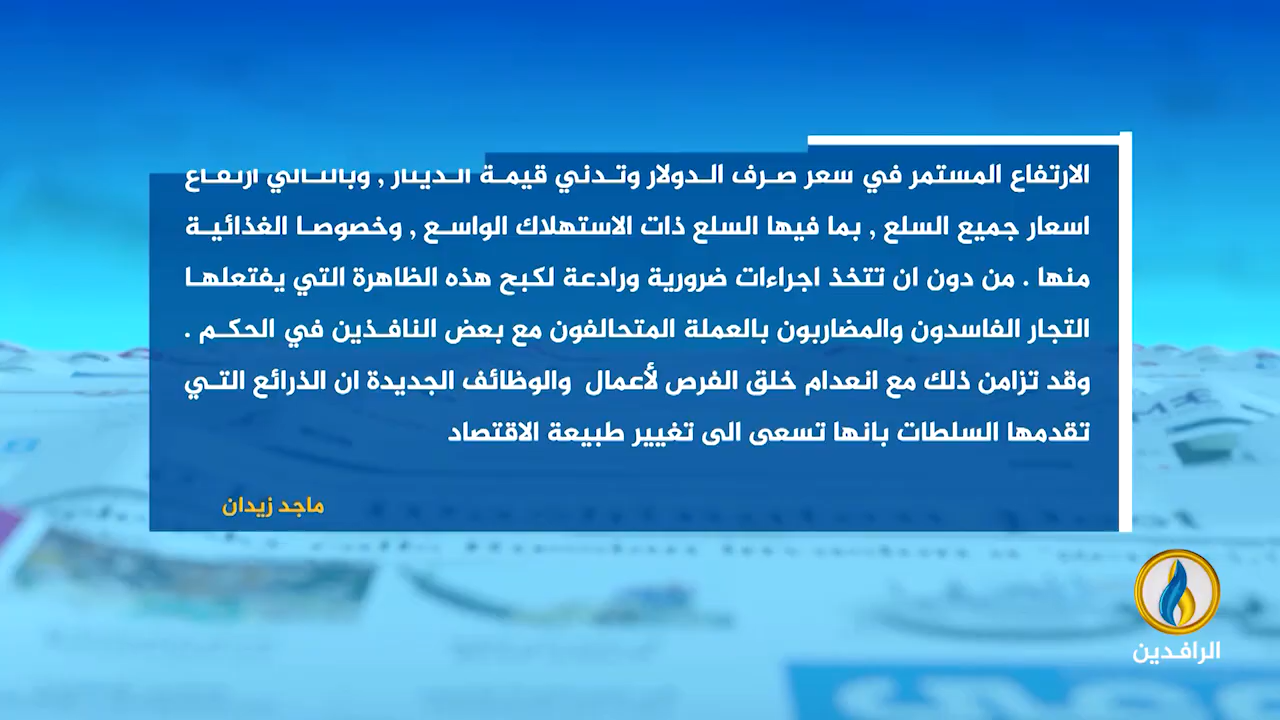 الارتفاع المستمر في سعر صرف الدولار وتدني قيمة الدينار , وبالتالي ارتفاع
اسعار جميع السلع , بما فيها السلع ذات الاستهلاك الواسع , وخصوصا الغذائية
منها . من دون ان تتخذ اجراءات ضرورية ورادعة لكبح هذه الظاهرة التي يفتعلها
التجار الفاسدون والمضاربون بالعملة المتحالفون مع بعض النافذين في الحكم .
وقد تزامن ذلك مع انعدام خلق الفرص لأعمال والوظائف الجديدة ان الذرائع التي
تقدمها السلطات بانها تسعى الى تغيير طبيعة الاقتصاد
ماجد زيدان
الرافدين